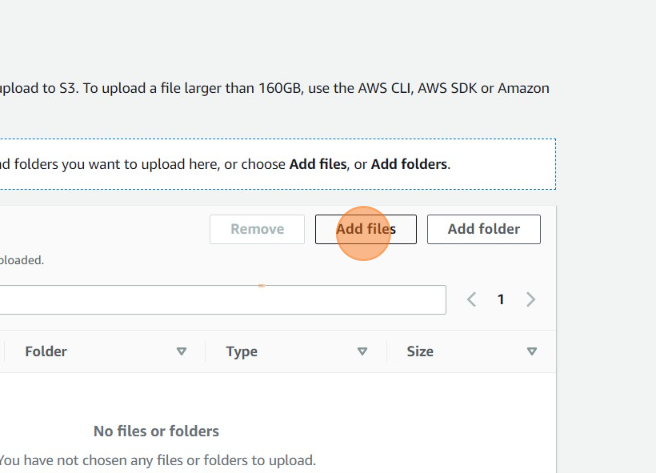 upload to S3. To upload a file larger than 160GB, use the AWS CLI, AWS SDK or Amazon
nd folders you want to upload here, or choose Add files, or Add folders.
Remove Add files Add folder
ploaded.
1
Folder Type Size
No files or folders
You have not chosen any files or folders to upload.